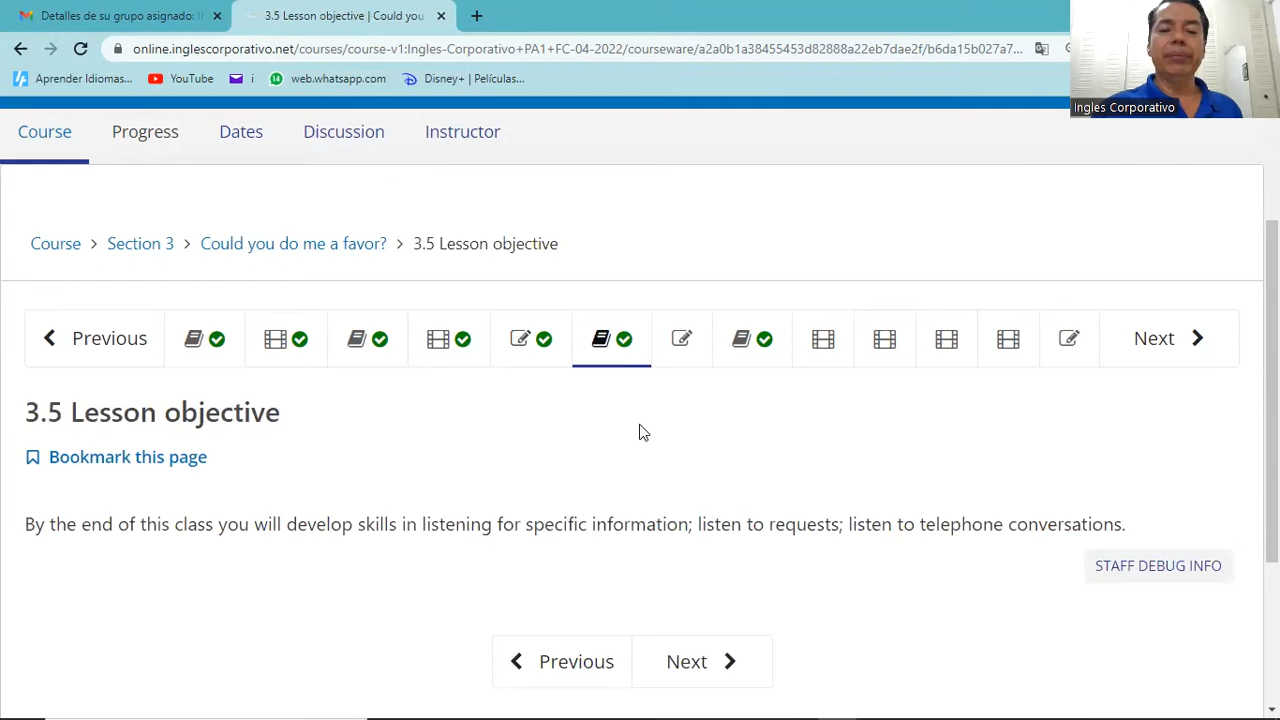 Detalles de su grupo asignado: I
3.5 Lesson objective | Could you
online.inglescorporativo.net/courses/course-v1:Ingles-Corporativo+PA1-IFC-04-2022/courseware/a2a0b1a38455453d8c888a22eb7dae2f/b6da15b027a7...
Aprender Idiomas...
YouTube
i
web.whatsapp.com
Disney+ | Películas...
Ingles Corporativo
Course
Progress
Dates
Discussion
Instructor
Course > Section 3 > Could you do me a favor? > 3.5 Lesson objective
Previous
Next
3.5 Lesson objective
Bookmark this page
By the end of this class you will develop skills in listening for specific information; listen to requests; listen to telephone conversations.
STAFF DEBUG INFO
Previous
Next